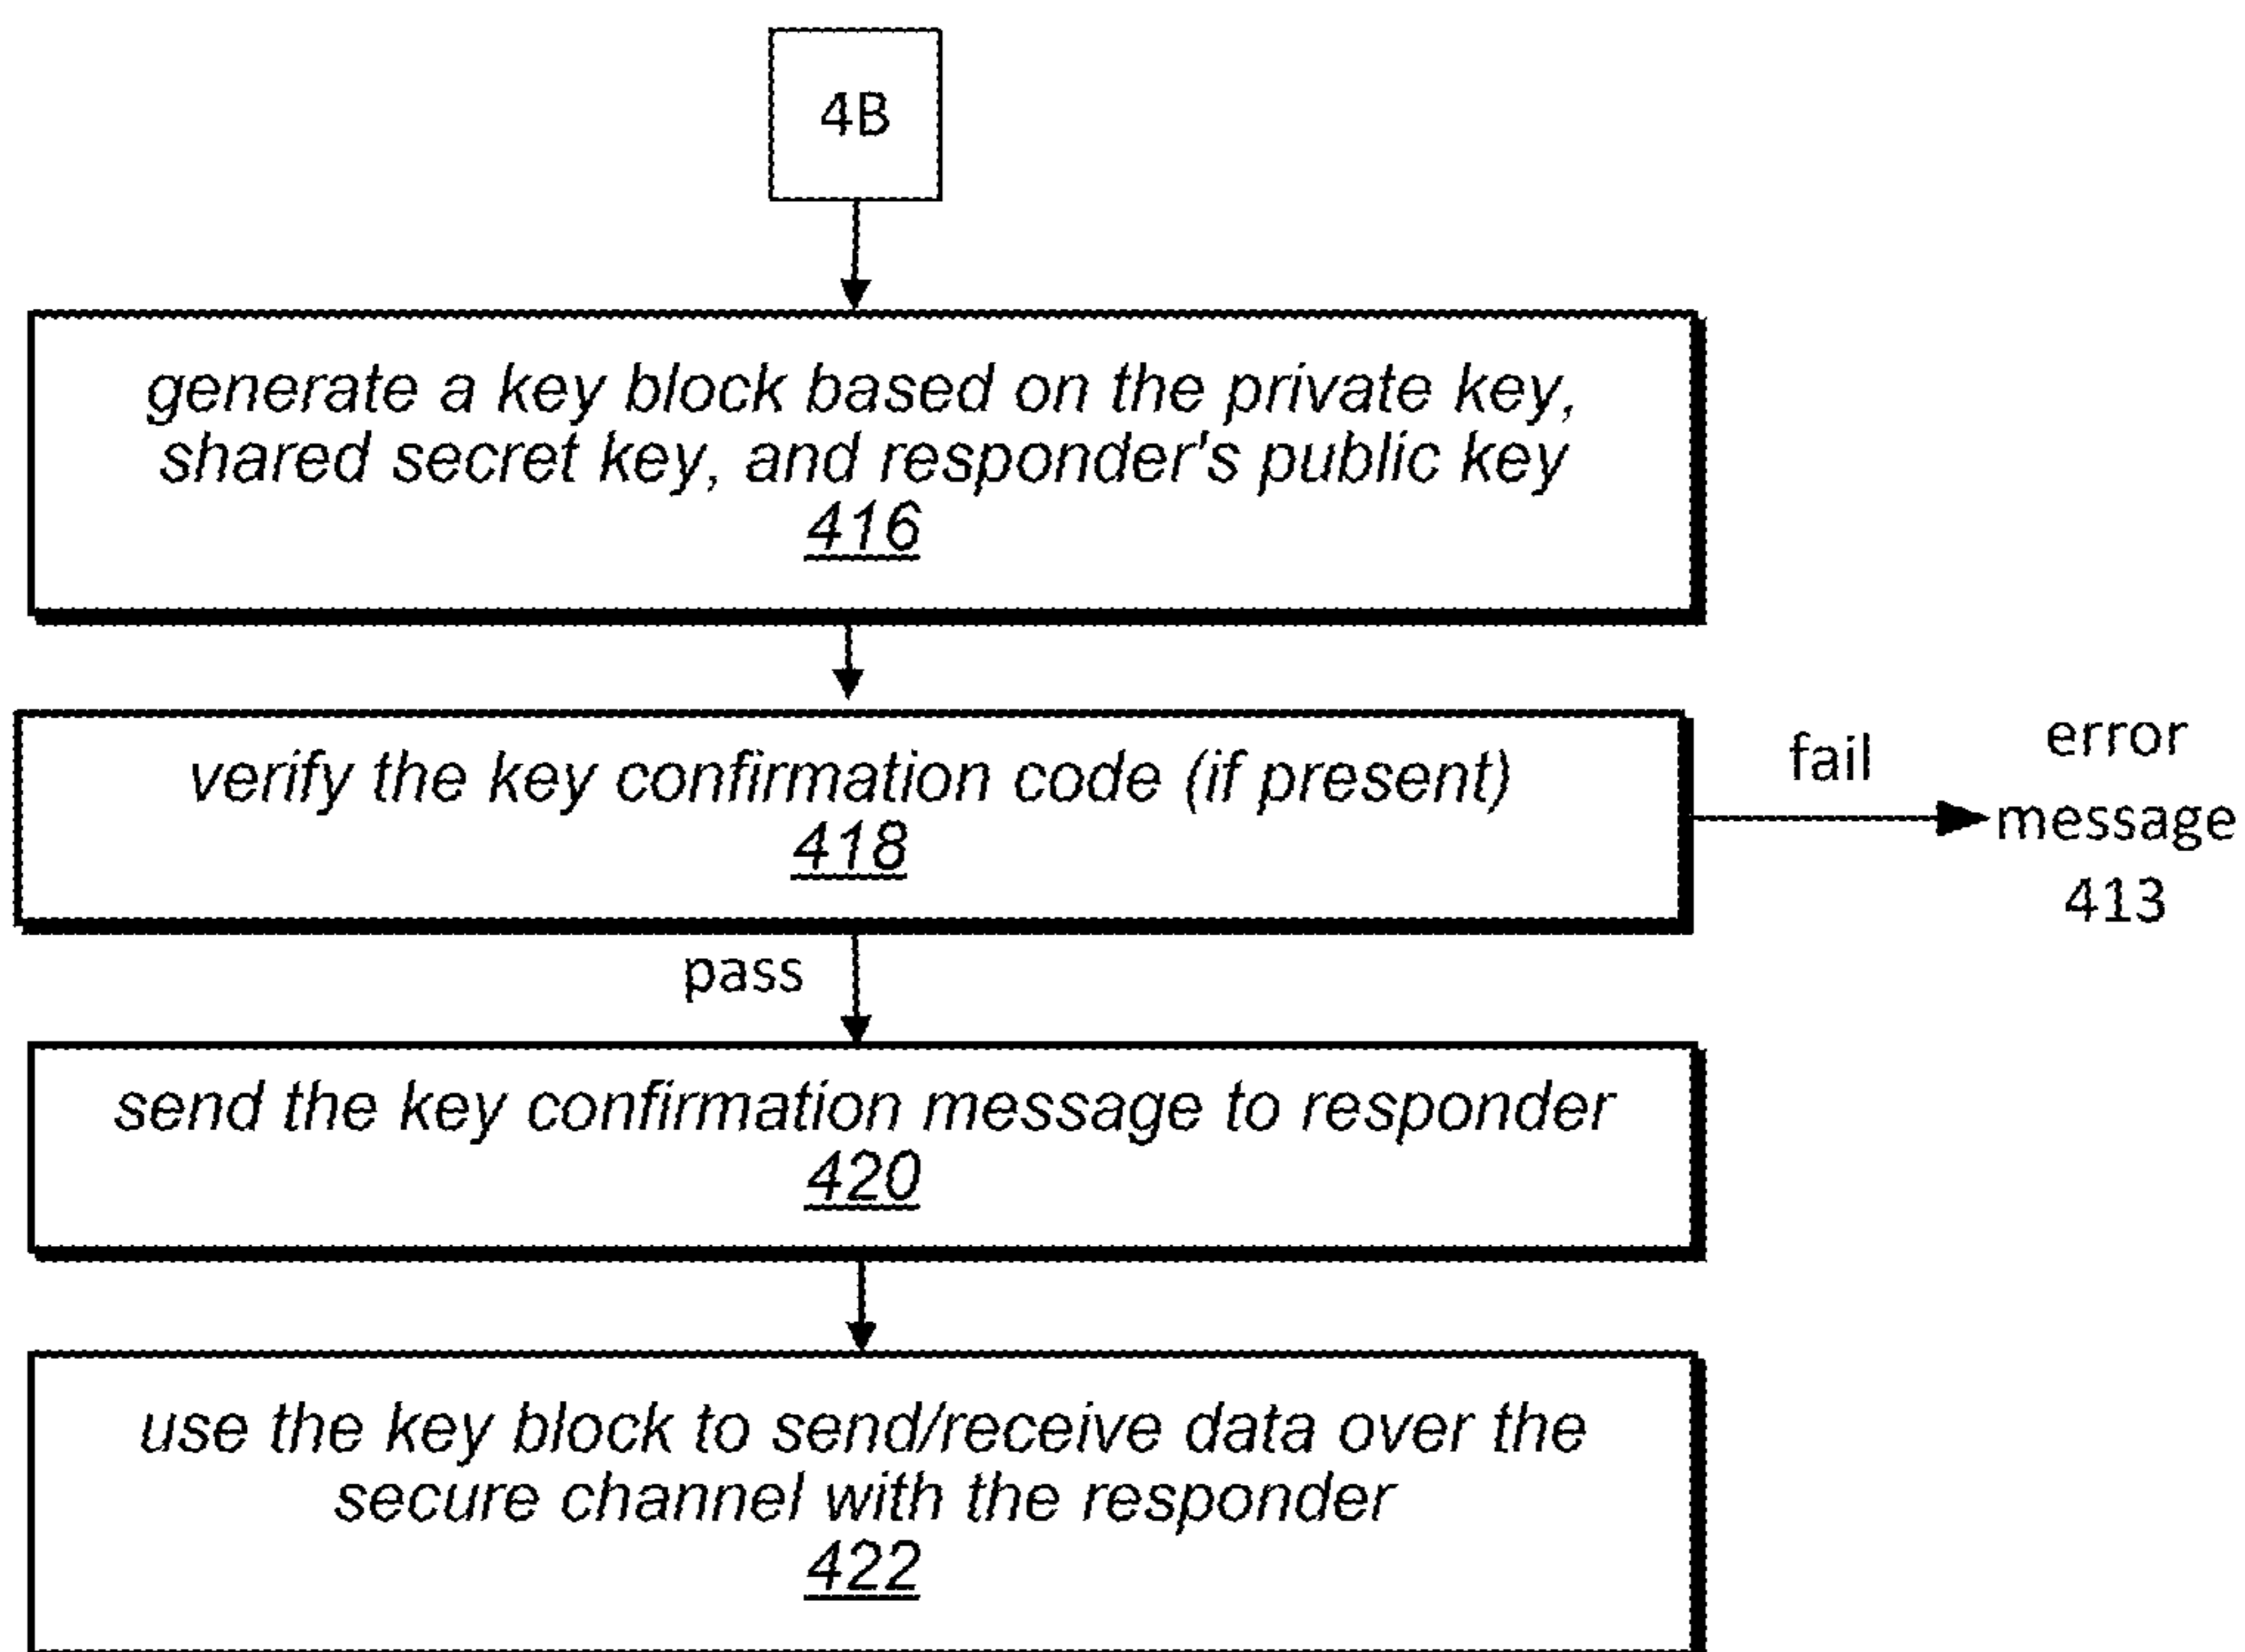 4B
generate a key block based on the private key,
shared secret key, and responder's public key
416
verify the key confirmation code (if present)
418
fail
error
message
413
pass
send the key confirmation message to responder
420
use the key block to send/receive data over the
secure channel with the responder
422